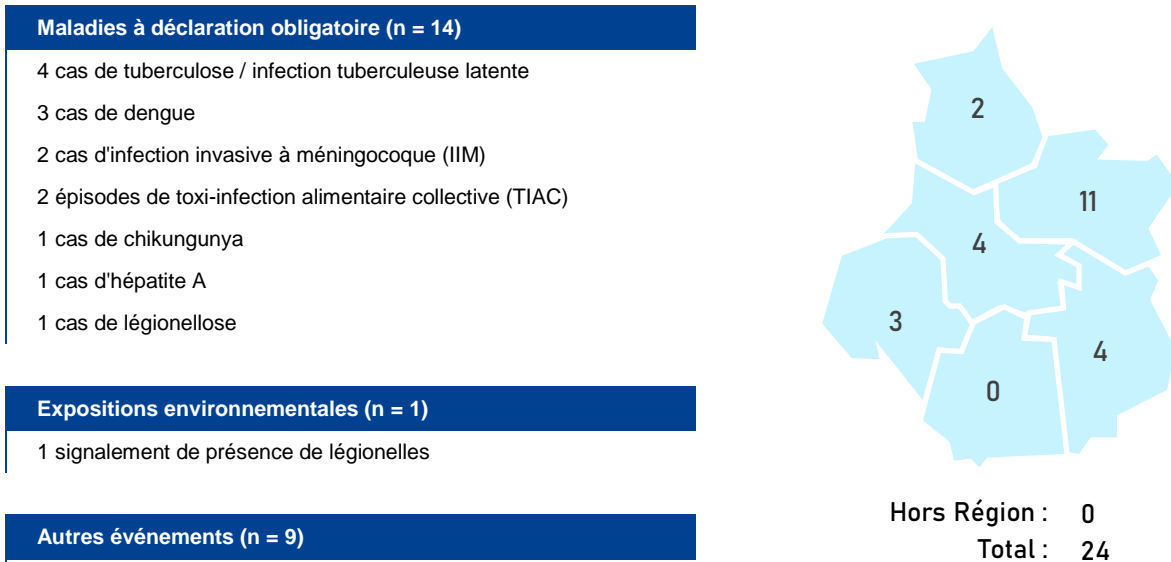 Maladies à déclaration obligatoire (n = 14)
4 cas de tuberculose / infection tuberculeuse latente
3 cas de dengue
2 cas d'infection invasive à méningocoque (IIM)
2 épisodes de toxi-infection alimentaire collective (TIAC)
1 cas de chikungunya
1 cas d'hépatite A
1 cas de légionellose
Expositions environnementales (n = 1)
1 signalement de présence de légionelles
Autres événements (n = 9)
2
11
4
3
4
0
Hors Région : 0
Total : 24